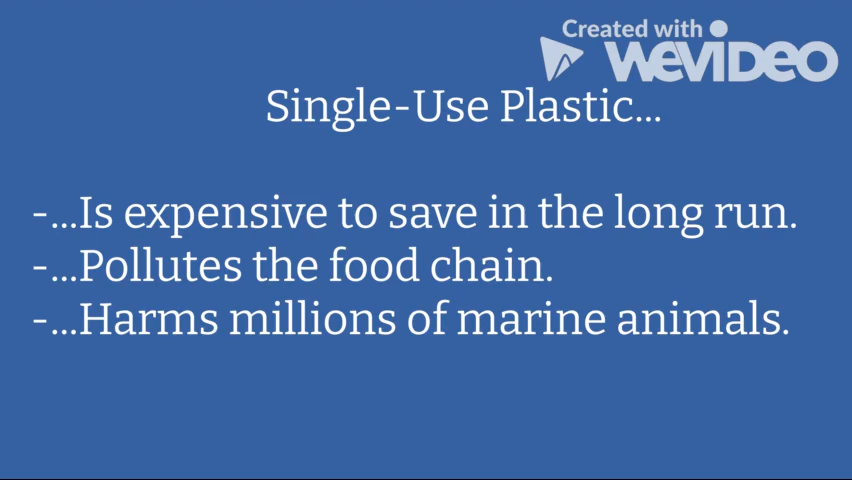 Created with
WEVIDEO
Single-Use Plastic...
-...Is expensive to save in the long run.
-...Pollutes the food chain.
-...Harms millions of marine animals.